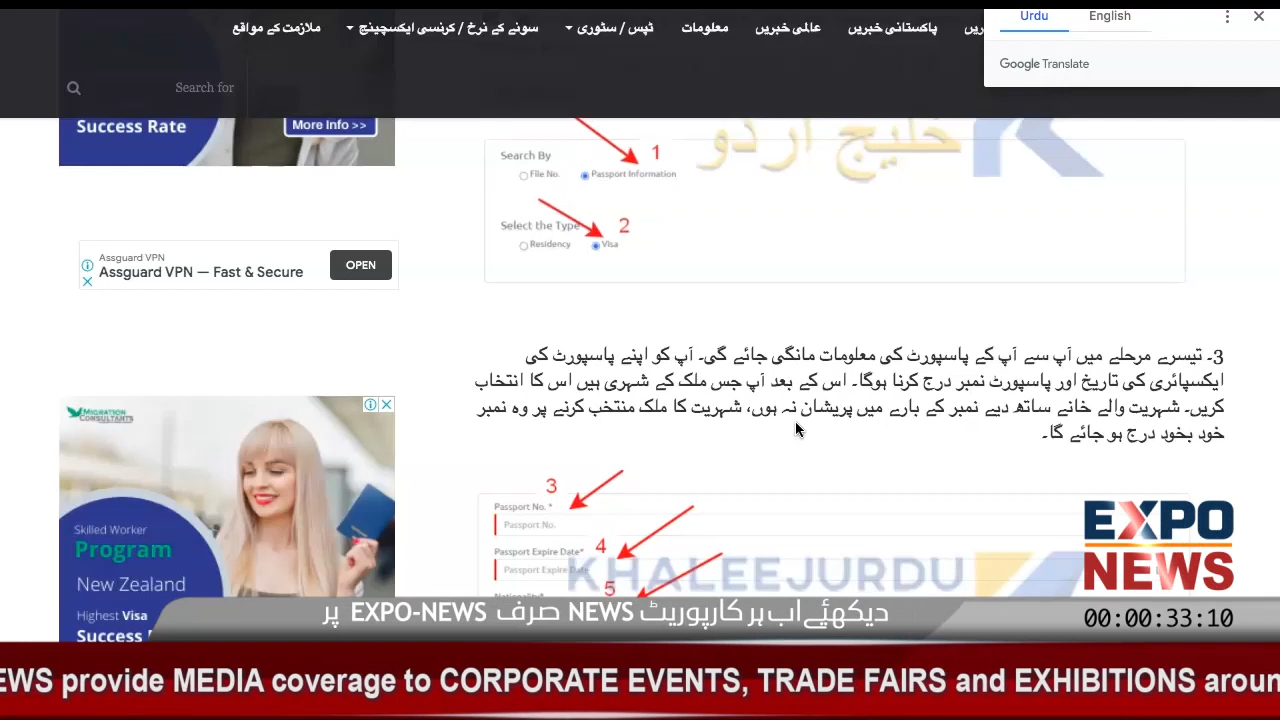 ملازمت کے مواقع
سونے کے نرخ / کرنسی ایکسچینج
ٹپس / سٹوری
معلومات
عالمی خبریں
پاکستانی خبریں
Urdu English
Google Translate
Search for
Success Rate
More Info >>
خلیج اردو
1
Search By
File No. Passport Information
2
Select the Type
Residency Visa
Assguard VPN
Assguard VPN — Fast & Secure
OPEN
3۔ تیسرے مرحلے میں آپ سے آپ کے پاسپورٹ کی معلومات مانگی جائے گی۔ آپ کو اپنے پاسپورٹ کی
ایکسپائری کی تاریخ اور پاسپورٹ نمبر درج کرنا ہوگا۔ اس کے بعد آپ جس ملک کے شہری ہیں اس کا انتخاب
کریں۔ شہریت والے خانے ساتھ دیے نمبر کے بارے میں پریشان نہ ہوں، شہریت کا ملک منتخب کرنے پر وہ نمبر
خود بخود درج ہو جائے گا۔
MIGRATION
CONSULTANTS
Skilled Worker
Program
New Zealand
Highest Visa
3
Passport No. *
Passport No.
4
Passport Expire Date*
Passport Expire Date
5
KHALEEJURDU
EXPO
NEWS
دیکھئیے اب ہر کارپوریٹ NEWS صرف EXPO-NEWS پر
00:00:33:10
EWS provide MEDIA coverage to CORPORATE EVENTS, TRADE FAIRS and EXHIBITIONS aroun